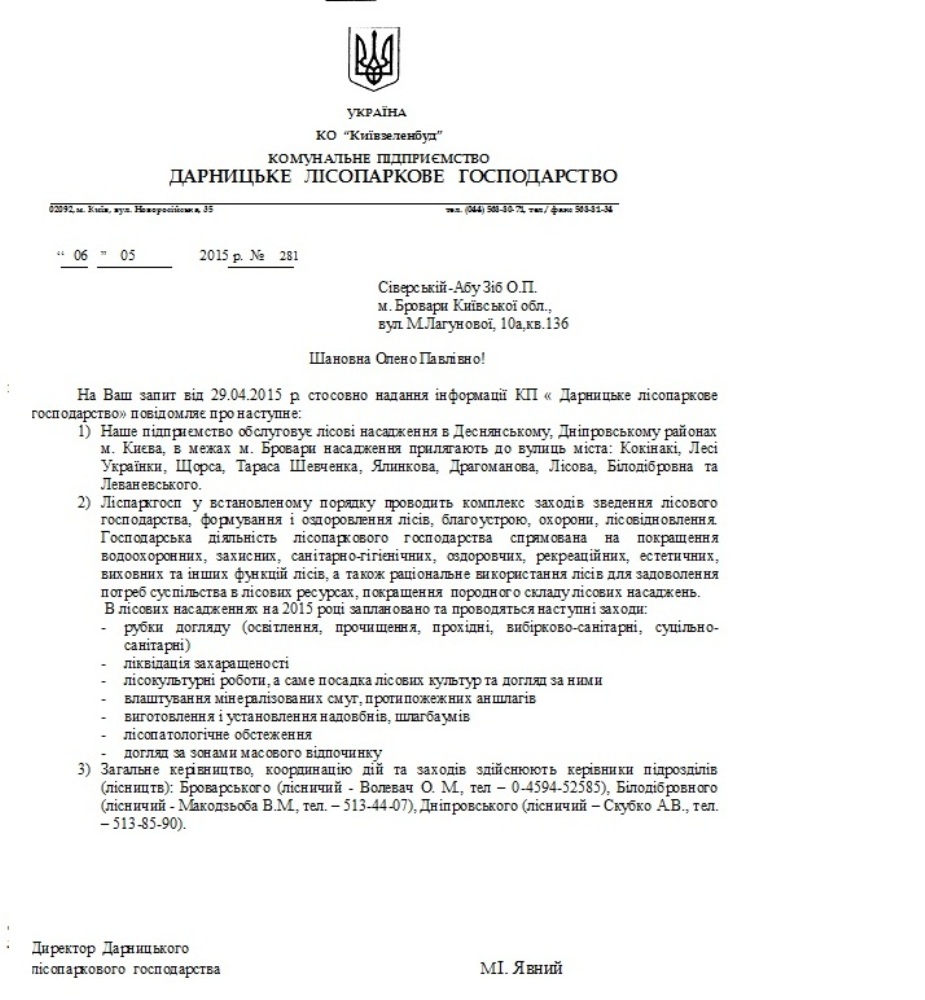 УКРАЇНА
КО “Київзеленбуд”
КОМУНАЛЬНЕ ПІДПРИЄМСТВО
ДАРНИЦЬКЕ ЛІСОПАРКОВЕ ГОСПОДАРСТВО
02092, м. Київ, вул. Новоросійська, 35 тел. (044) 563-80-71, тел./ факс 563-81-34
“ 06 ” 05 2015 р. № 281
Сіверській-Абу Зіб О.П.
м. Бровари Київської обл.,
вул. М.Лагунової, 10а,кв.136
Шановна Олено Павлівно!
На Ваш запит від 29.04.2015 р. стосовно надання інформації КП « Дарницьке лісопаркове
господарство» повідомляє про наступне:
1) Наше підприємство обслуговує лісові насадження в Деснянському, Дніпровському районах
м. Києва, в межах м. Бровари насадження прилягають до вулиць міста: Кокінакі, Лесі
Українки, Щорса, Тараса Шевченка, Ялинкова, Драгоманова, Лісова, Білодібровна та
Леваневського.
2) Ліспаркгосп у встановленому порядку проводить комплекс заходів зведення лісового
господарства, формування і оздоровлення лісів, благоустрою, охорони, лісовідновлення.
Господарська діяльність лісопаркового господарства спрямована на покращення
водоохоронних, захисних, санітарно-гігієнічних, оздоровчих, рекреаційних, естетичних,
виховних та інших функцій лісів, а також раціональне використання лісів для задоволення
потреб суспільства в лісових ресурсах, покращення породного складу лісових насаджень.
В лісових насадженнях на 2015 році заплановано та проводяться наступні заходи:
- рубки догляду (освітлення, прочищення, прохідні, вибірково-санітарні, суцільно-
санітарні)
- ліквідація захаращеності
- лісокультурні роботи, а саме посадка лісових культур та догляд за ними
- влаштування мінералізованих смуг, протипожежних аншлагів
- виготовлення і установлення надовбнів, шлагбаумів
- лісопатологічне обстеження
- догляд за зонами масового відпочинку
3) Загальне керівництво, координацію дій та заходів здійснюють керівники підрозділів
(лісництв): Броварського (лісничий - Волевач О. М., тел – 0-4594-52585), Білодібровного
(лісничий - Макодзьоба В.М., тел. – 513-44-07), Дніпровського (лісничий – Скубко А.В., тел.
– 513-85-90).
Директор Дарницького
лісопаркового господарства М.І. Явний